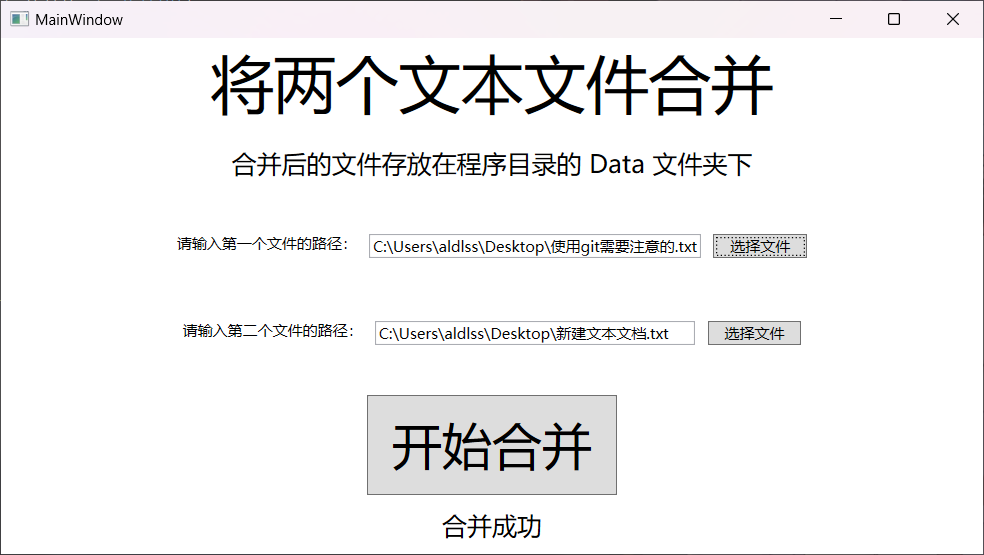 MainWindow
将两个文本文件合并
合并后的文件存放在程序目录的 Data 文件夹下
请输入第一个文件的路径： C:\Users\aldlss\Desktop\使用git需要注意的.txt 选择文件
请输入第二个文件的路径： C:\Users\aldlss\Desktop\新建文本文档.txt 选择文件
开始合并
合并成功